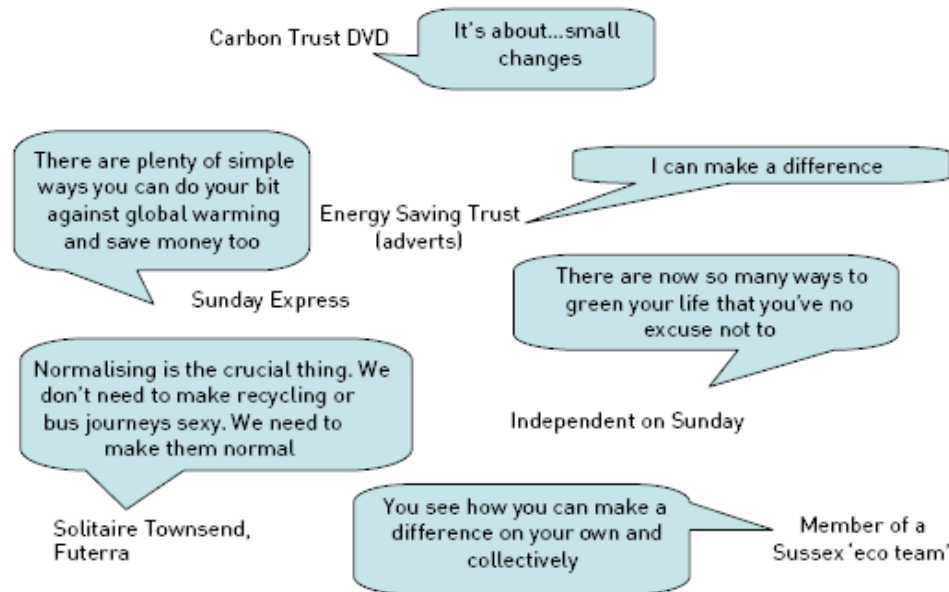 Carbon Trust DVD
It's about...small
changes
There are plenty of simple
ways you can do your bit
against global warming
and save money too
Sunday Express
I can make a difference
Energy Saving Trust
(adverts)
There are now so many ways to
green your life that you've no
excuse not to
Independent on Sunday
Normalising is the crucial thing. We
don't need to make recycling or
bus journeys sexy. We need to
make them normal
Solitaire Townsend,
Futerra
You see how you can make a
difference on your own and
collectively
Member of a
Sussex 'eco team'